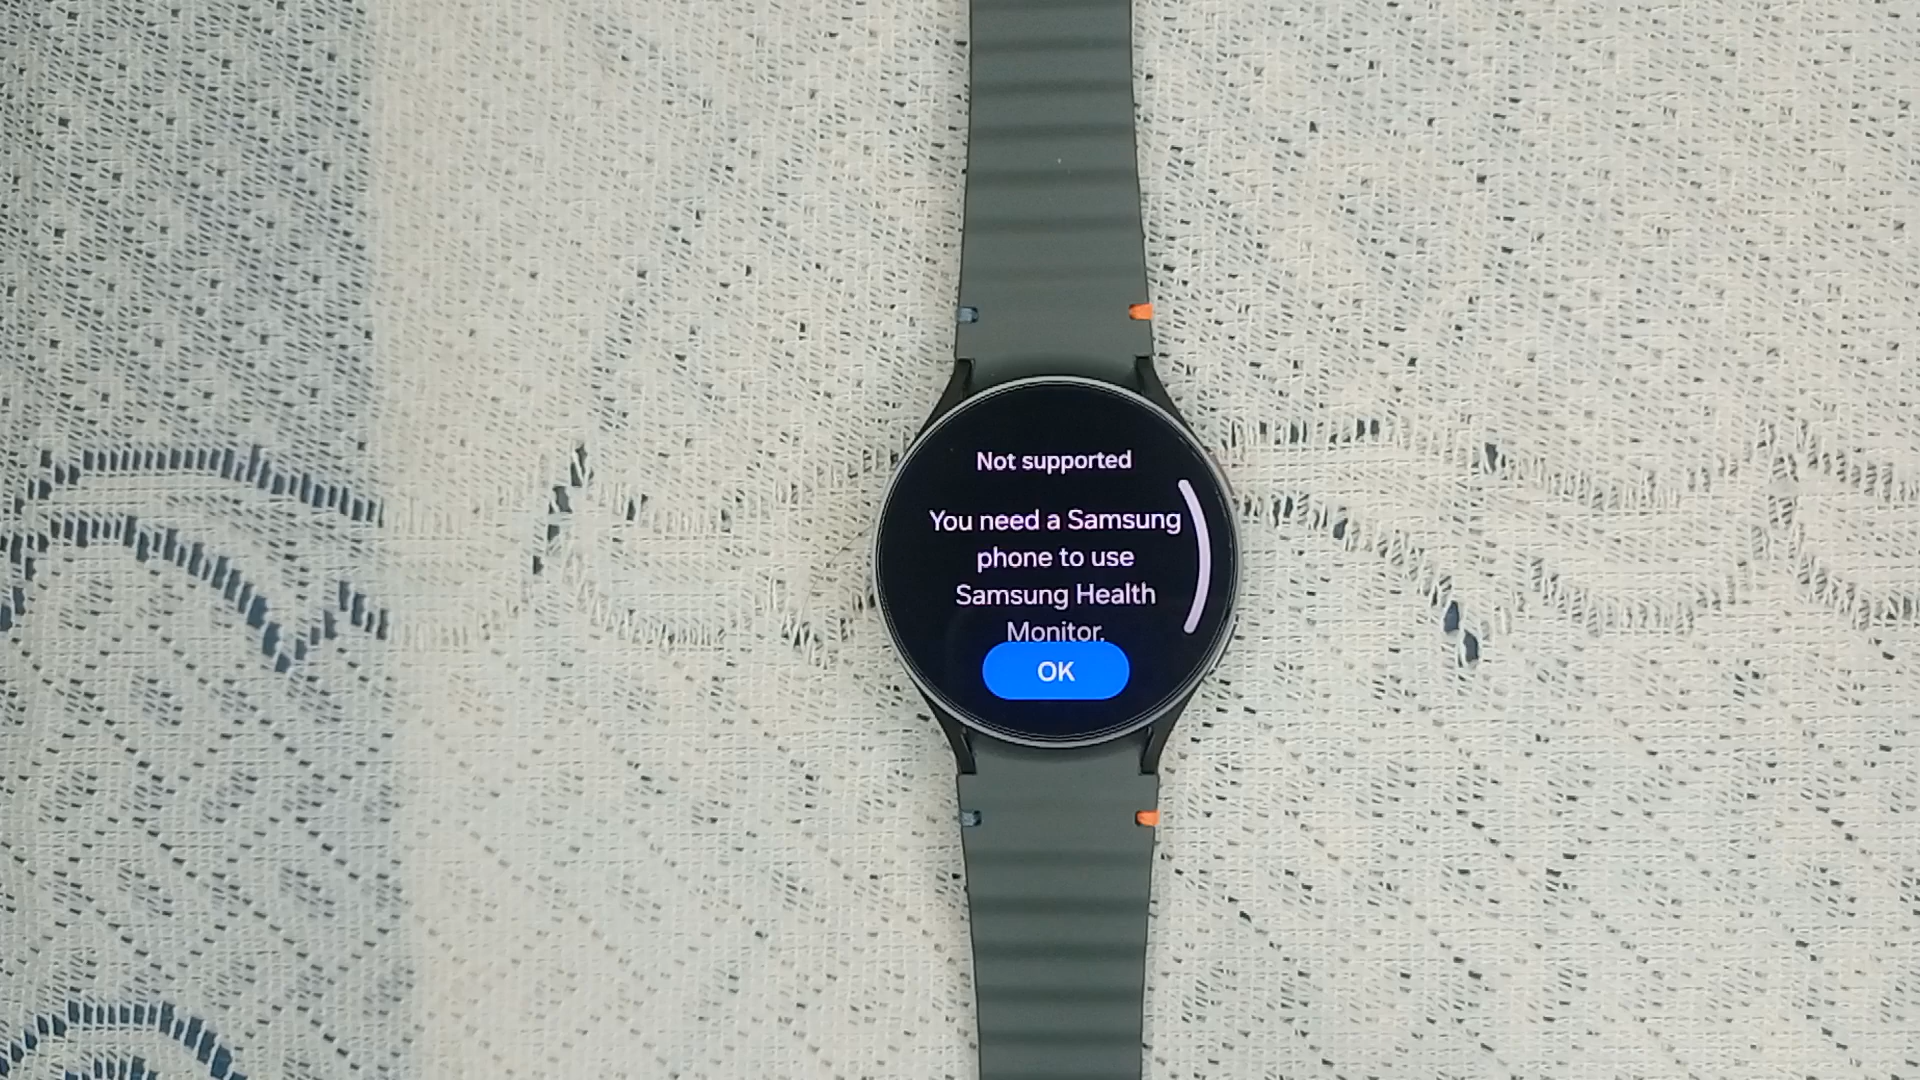 Not supported
You need a Samsung
phone to use
Samsung Health
Monitor.
OK